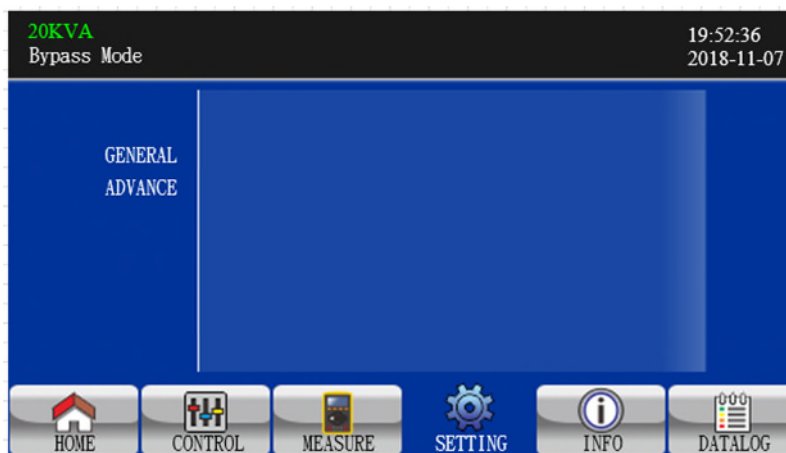 20KVA
Bypass Mode
19:52:36
2018-11-07
GENERAL
ADVANCE
HOME
CONTROL
MEASURE
SETTING
INFO
DATALOG